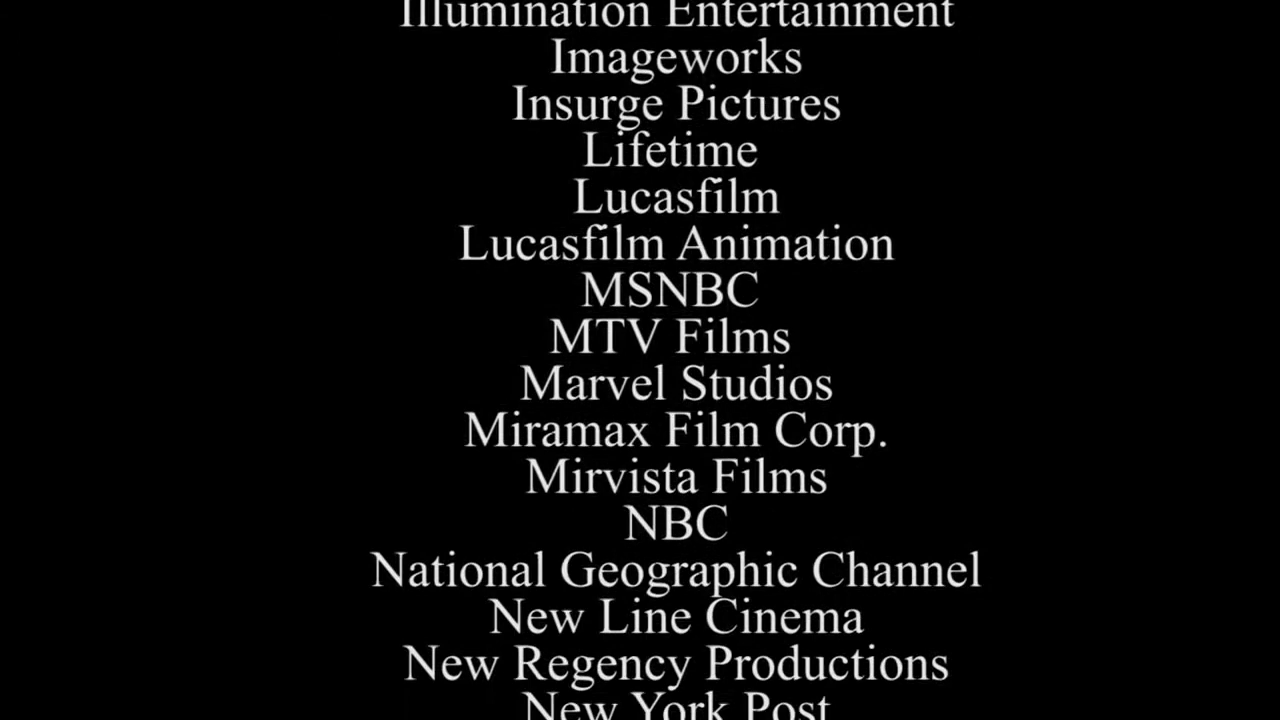 Illumination Entertainment
Imageworks
Insurge Pictures
Lifetime
Lucasfilm
Lucasfilm Animation
MSNBC
MTV Films
Marvel Studios
Miramax Film Corp.
Mirvista Films
NBC
National Geographic Channel
New Line Cinema
New Regency Productions
New York Post